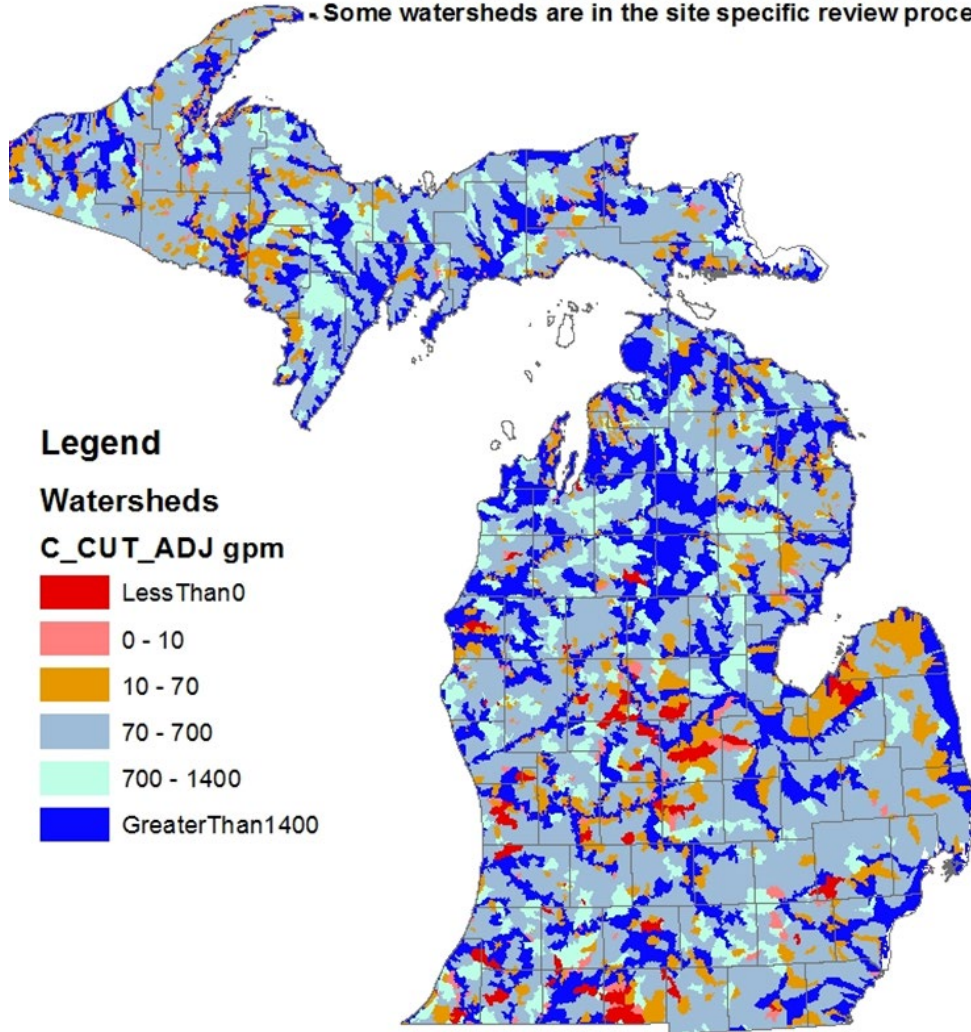 - Some watersheds are in the site specific review proce
Legend
Watersheds
C_CUT_ADJ gpm
LessThan0
0 - 10
10 - 70
70 - 700
700 - 1400
GreaterThan1400